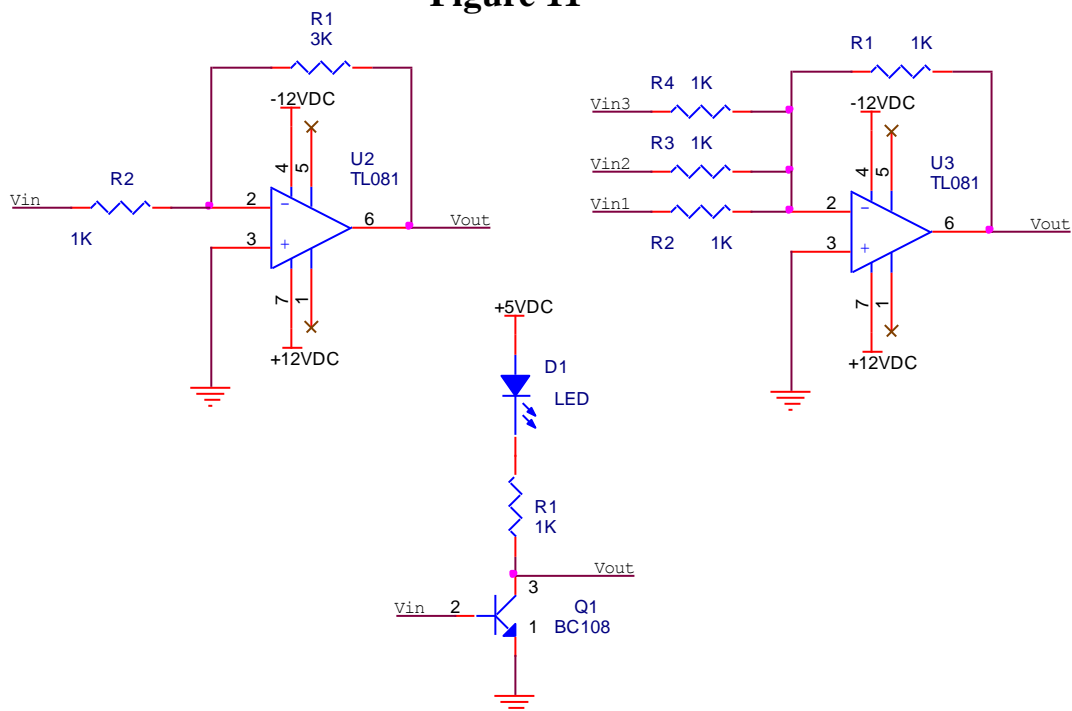 Figure 11
R1
3K
-12VDC
4
5
U2
TL081
R2
Vin
1K
2
3
6
Vout
7
1
+12VDC
R1 1K
R4 1K
Vin3
-12VDC
R3 1K
Vin2
4
5
U3
TL081
Vin1
2
R2 1K
3
6
Vout
7
1
+12VDC
+5VDC
D1
LED
R1
1K
Vout
3
Vin
2
Q1
1
BC108